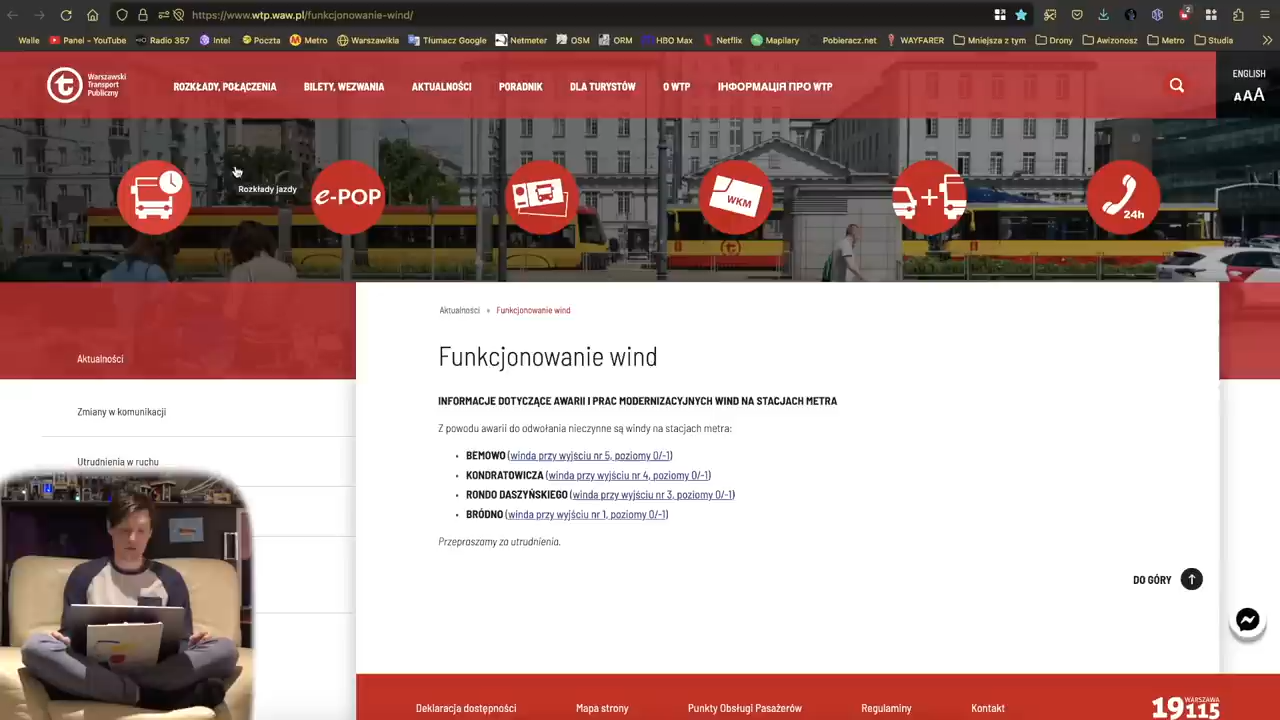 https://www.wtp.waw.pl/funkcjonowanie-wind/
2
Walle Panel - YouTube Radio 357 Intel Poczta Metro Warszawikia Tłumacz Google Netmeter OSM ORM HBO Max Netflix Mapilary Pobieracz.net WAYFARER Mniejsza z tym Drony Awizonosz Metro Studia
Warszawski
Transport
Publiczny
ROZKŁADY, POŁĄCZENIA BILETY, WEZWANIA AKTUALNOŚCI PORADNIK DLA TURYSTÓW O WTP ІНФОРМАЦІЯ ПРО WTP
ENGLISH
AAA
Rozkłady jazdy
e-POP
WKM
24h
Aktualności » Funkcjonowanie wind
Funkcjonowanie wind
Aktualności
Zmiany w komunikacji
Utrudnienia w ruchu
INFORMACJE DOTYCZĄCE AWARII I PRAC MODERNIZACYJNYCH WIND NA STACJACH METRA
Z powodu awarii do odwołania nieczynne są windy na stacjach metra:
• BEMOWO (winda przy wyjściu nr 5, poziomy 0/-1)
• KONDRATOWICZA (winda przy wyjściu nr 4, poziomy 0/-1)
• RONDO DASZYŃSKIEGO (winda przy wyjściu nr 3, poziomy 0/-1)
• BRÓDNO (winda przy wyjściu nr 1, poziomy 0/-1)
Przepraszamy za utrudnienia.
DO GÓRY
Deklaracja dostępności Mapa strony Punkty Obsługi Pasażerów Regulaminy Kontakt
WARSZAWA
19115